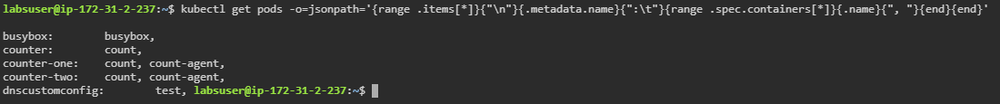 labsuser@ip-172-31-2-237:~$ kubectl get pods -o=jsonpath='{range .items[*]}{"\n"}{.metadata.name}{":\t"}{range .spec.containers[*]}{.name}{", "}{end}{end}'
busybox:        busybox,
counter:        count,
counter-one:    count, count-agent,
counter-two:    count, count-agent,
dnscustomconfig:        test, labsuser@ip-172-31-2-237:~$